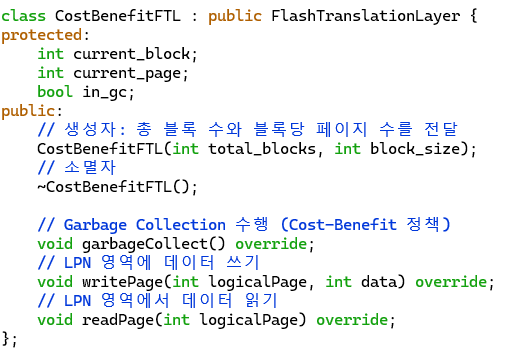 class CostBenefitFTL : public FlashTranslationLayer {
protected:
    int current_block;
    int current_page;
    bool in_gc;
public:
    // 생성자: 총 블록 수와 블록당 페이지 수를 전달
    CostBenefitFTL(int total_blocks, int block_size);
    // 소멸자
    ~CostBenefitFTL();

    // Garbage Collection 수행 (Cost-Benefit 정책)
    void garbageCollect() override;
    // LPN 영역에 데이터 쓰기
    void writePage(int logicalPage, int data) override;
    // LPN 영역에서 데이터 읽기
    void readPage(int logicalPage) override;
};